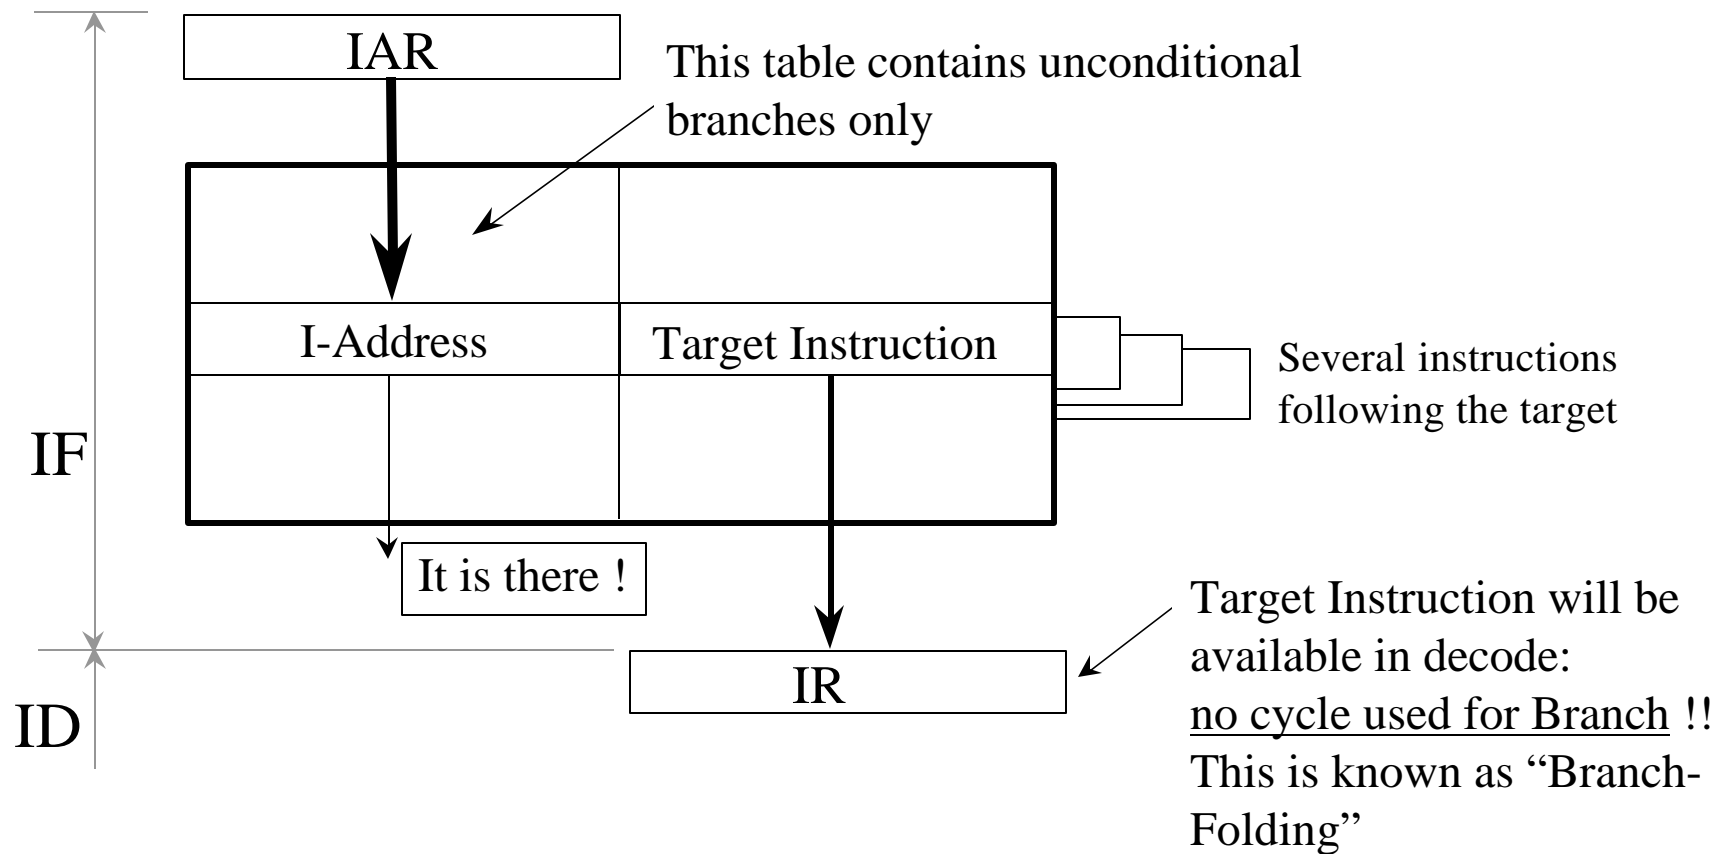 IAR
This table contains unconditional
branches only
I-Address
Target Instruction
Several instructions
following the target
IF
It is there !
Target Instruction will be
available in decode:
no cycle used for Branch !!
This is known as “Branch-
Folding”
IR
ID